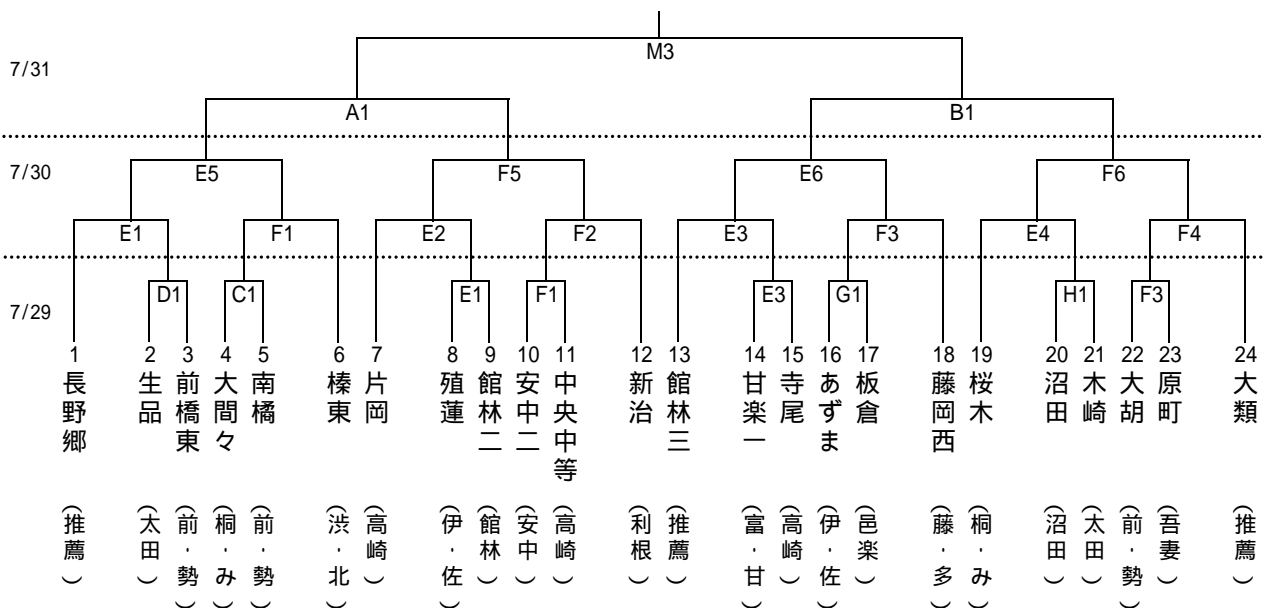 M3
7/31
A1 B1
7/30
E5 F5 E6 F6
E1 F1 E2 F2 E3 F3 E4 F4
7/29
D1 C1 E1 F1 E3 G1 H1 F3
1 長野郷 (推薦)
2 生品 (太田)
3 前橋東 (前・勢)
4 大間々 (桐・み)
5 南橘 (前・勢)
6 榛東 (渋・北)
7 片岡 (高崎)
8 殖蓮 (伊・佐)
9 館林二 (館林)
10 安中二 (安中)
11 中央中等 (高崎)
12 新治 (利根)
13 館林三 (推薦)
14 甘楽一 (富・甘)
15 寺尾 (高崎)
16 あずま (伊・佐)
17 板倉 (邑楽)
18 藤岡西 (藤・多)
19 桜木 (桐・み)
20 沼田 (沼田)
21 木崎 (太田)
22 大胡 (前・勢)
23 原町 (吾妻)
24 大類 (推薦)